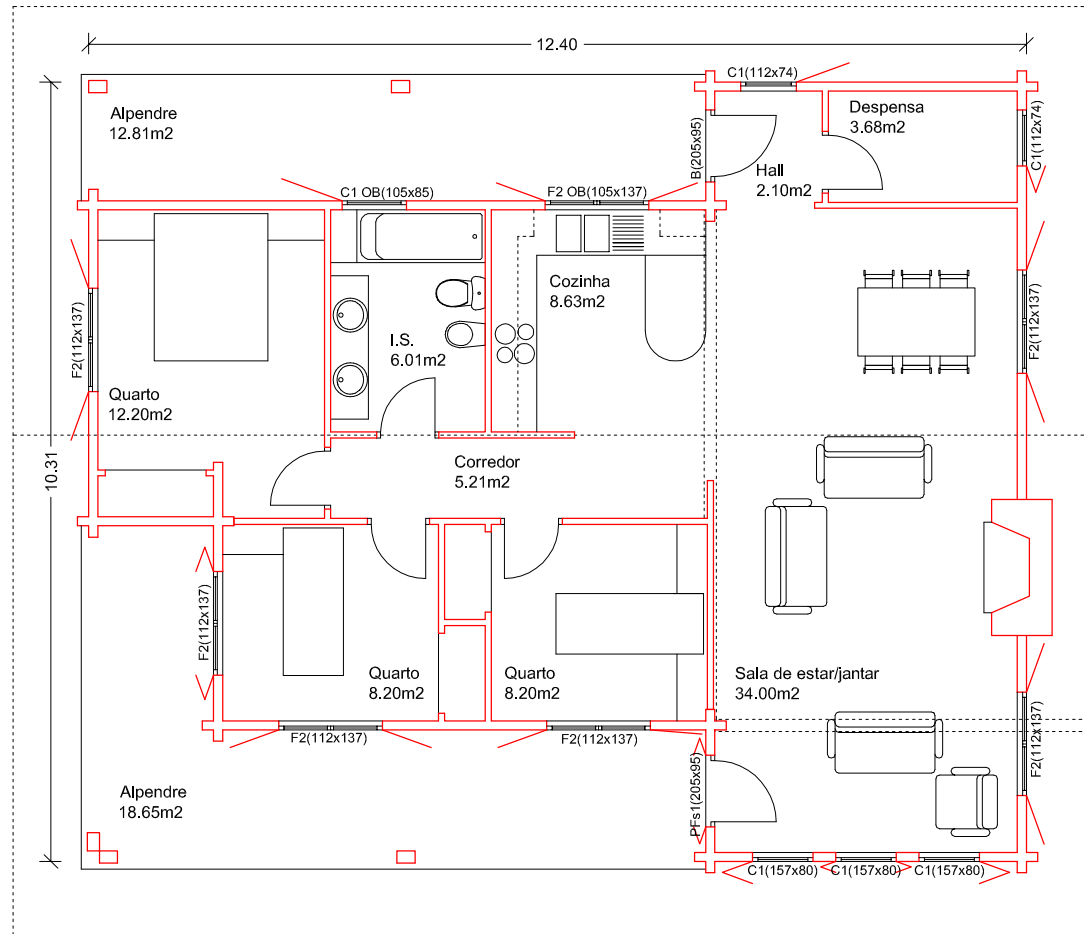 12.40
10.31
C1(112x74)
Alpendre
12.81m2
Despensa
3.68m2
C1(112x74)
B(205x95)
Hall
2.10m2
C1 OB(105x85)
F2 OB(105x137)
Cozinha
8.63m2
F2(112x137)
F2(112x137)
I.S.
6.01m2
Quarto
12.20m2
Corredor
5.21m2
F2(112x137)
Quarto
8.20m2
Quarto
8.20m2
Sala de estar/jantar
34.00m2
F2(112x137)
F2(112x137)
F2(112x137)
PFs1(205x95)
Alpendre
18.65m2
C1(157x80)
C1(157x80)
C1(157x80)